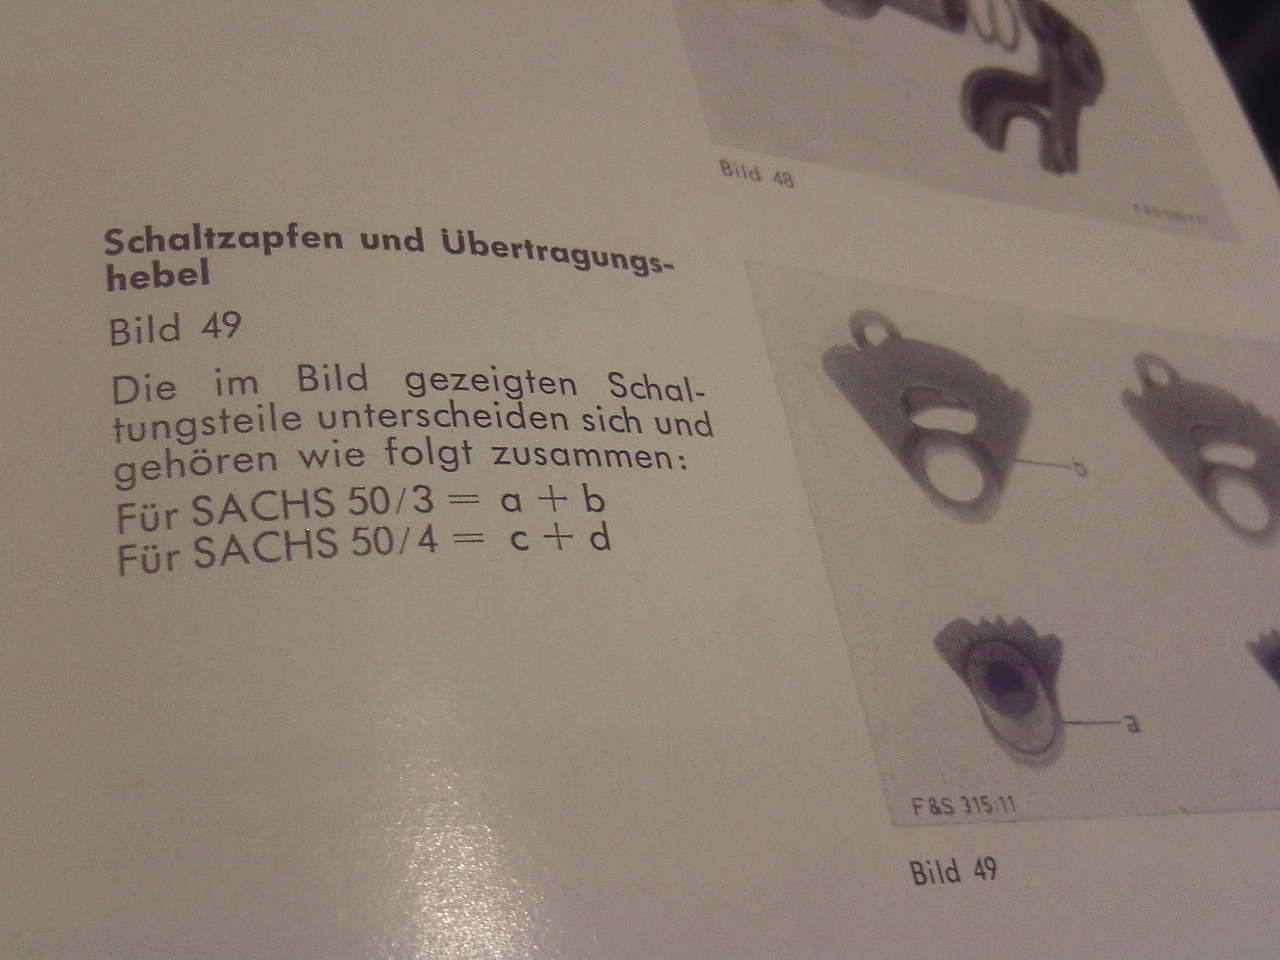 Schaltzapfen und Übertragungs-
hebel
Bild 49
Die im Bild gezeigten Schal-
tungsteile unterscheiden sich und
gehören wie folgt zusammen:
Für SACHS 50/3 = a + b
Für SACHS 50/4 = c + d
Bild 48
b
a
F&S 315.11
Bild 49